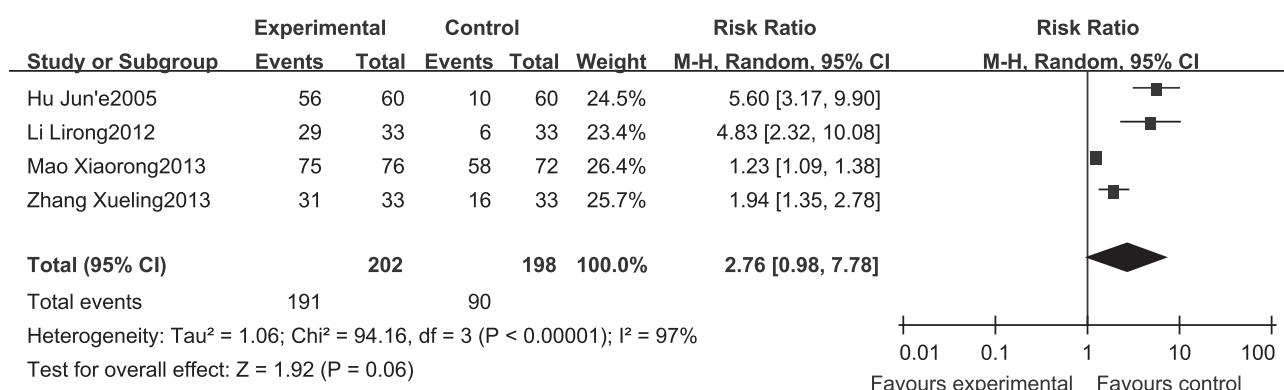 Experimental Control Risk Ratio Risk Ratio
Study or Subgroup Events Total Events Total Weight M-H, Random, 95% CI M-H, Random, 95% CI
Hu Jun'e2005 56 60 10 60 24.5% 5.60 [3.17, 9.90]
Li Lirong2012 29 33 6 33 23.4% 4.83 [2.32, 10.08]
Mao Xiaorong2013 75 76 58 72 26.4% 1.23 [1.09, 1.38]
Zhang Xueling2013 31 33 16 33 25.7% 1.94 [1.35, 2.78]
Total (95% CI) 202 198 100.0% 2.76 [0.98, 7.78]
Total events 191 90
Heterogeneity: Tau² = 1.06; Chi² = 94.16, df = 3 (P < 0.00001); I² = 97%
Test for overall effect: Z = 1.92 (P = 0.06)
0.01 0.1 1 10 100
Favours experimental Favours control